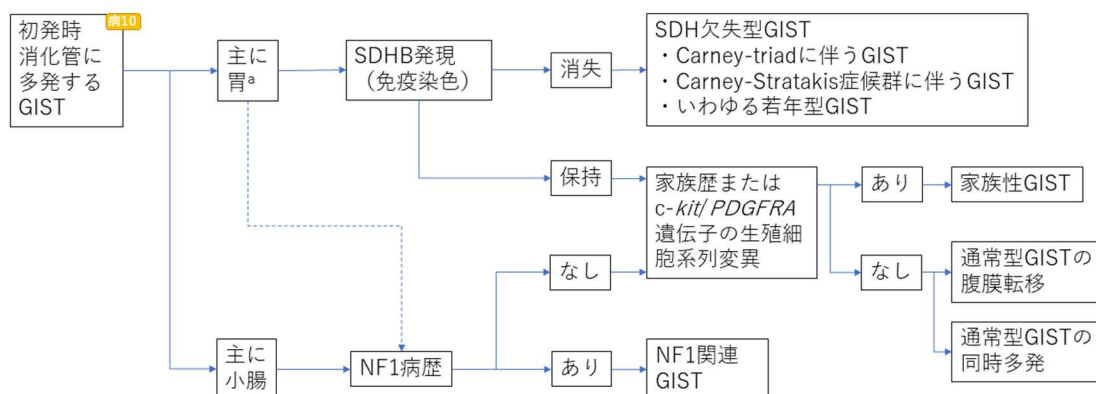 初発時
消化管に
多発する
GIST
病10
主に
胃a
SDHB発現
（免疫染色）
消失
SDH欠失型GIST
・Carney-triadに伴うGIST
・Carney-Stratakis症候群に伴うGIST
・いわゆる若年型GIST
保持
家族歴または
c-kit/PDGFRA
遺伝子の生殖細
胞系列変異
あり
家族性GIST
なし
なし
通常型GISTの
腹膜転移
通常型GISTの
同時多発
主に
小腸
NF1病歴
あり
NF1関連
GIST